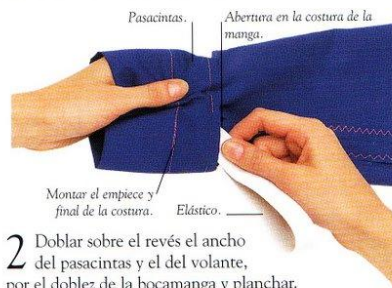 Pasacintas.
Abertura en la costura de la
manga.
Montar el empiece y
final de la costura.
Elástico.
2 Doblar sobre el revés el ancho
del pasacintas y el del volante,
por el doblez de la bocamanga y planchar.